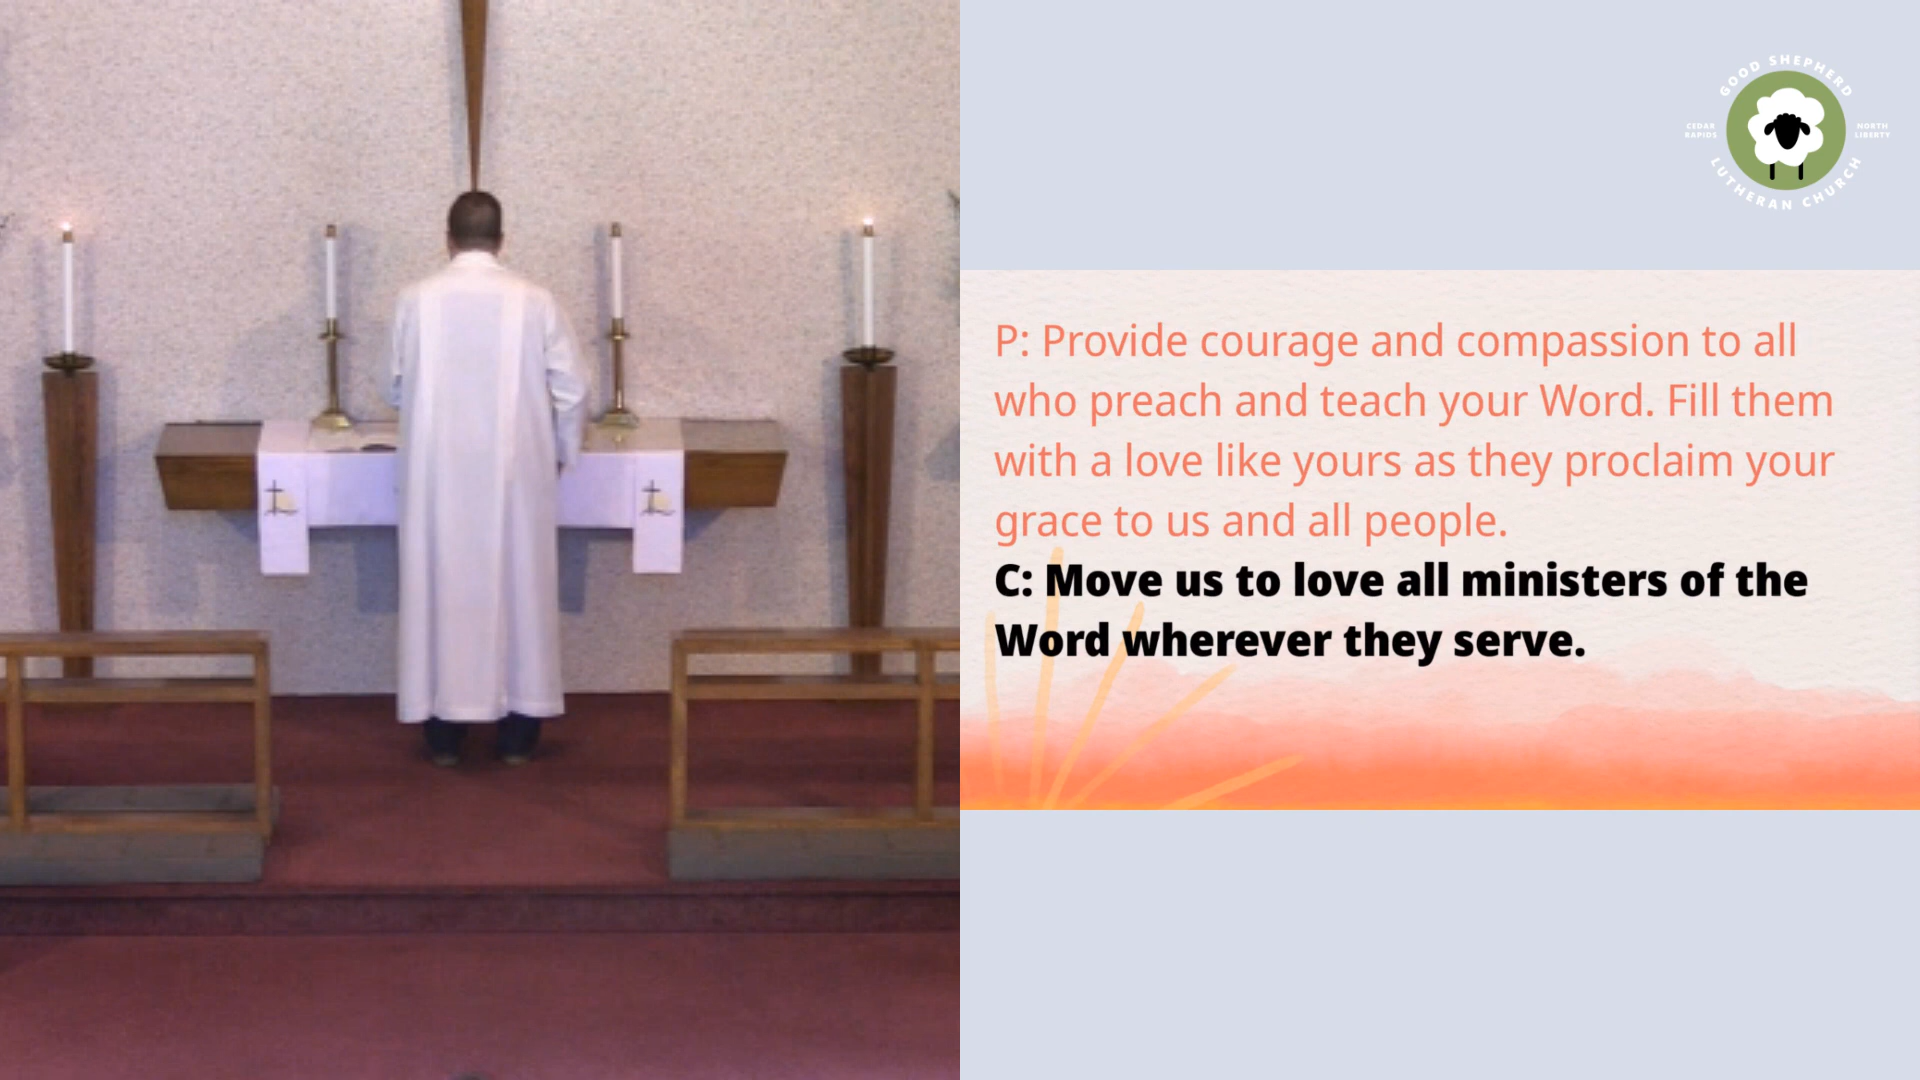 GOOD SHEPHERD
CEDAR
RAPIDS
NORTH
LIBERTY
LUTHERAN CHURCH
P: Provide courage and compassion to all
who preach and teach your Word. Fill them
with a love like yours as they proclaim your
grace to us and all people.
C: Move us to love all ministers of the
Word wherever they serve.